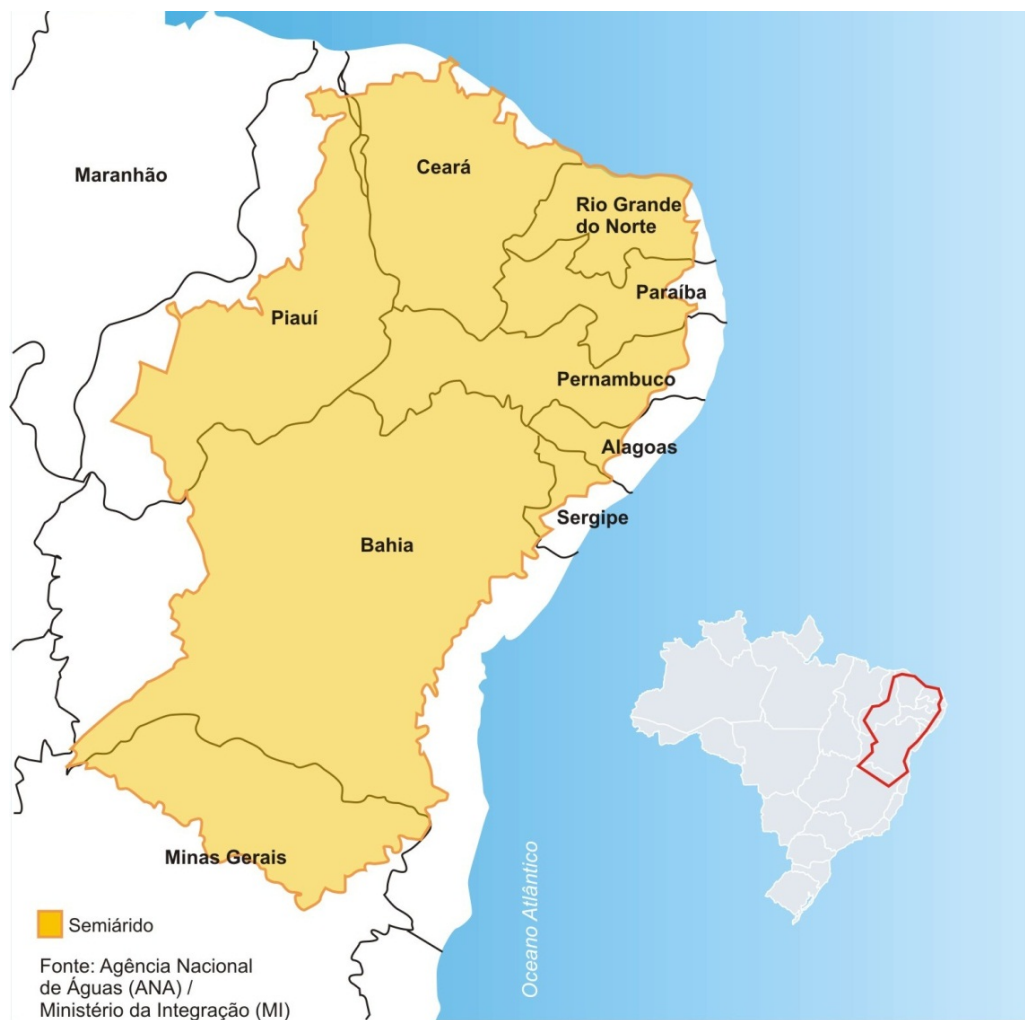 Maranhão
Ceará
Rio Grande
do Norte
Paraíba
Piauí
Pernambuco
Alagoas
Sergipe
Bahia
Minas Gerais
Oceano Atlântico
Semiárido
Fonte: Agência Nacional
de Águas (ANA) /
Ministério da Integração (MI)